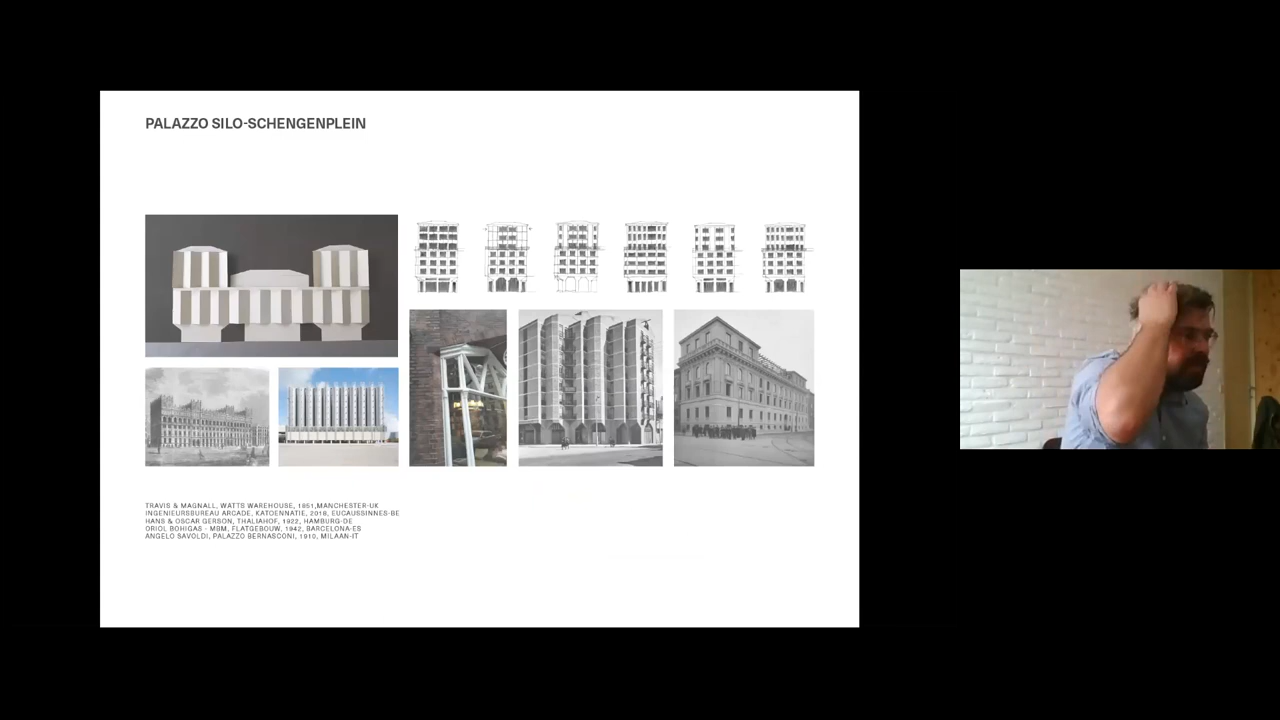 PALAZZO SILO-SCHENGENPLEIN
TRAVIS & MAGNALL, WATTS WAREHOUSE, 1851,MANCHESTER-UK
INGENIEURSBUREAU ARCADE, KATOENNATIE, 2018, EUCAUSSINNES-BE
HANS & OSCAR GERSON, THALIAHOF, 1922, HAMBURG-DE
ORIOL BOHIGAS - MBM, FLATGEBOUW, 1942, BARCELONA-ES
ANGELO SAVOLDI, PALAZZO BERNASCONI, 1910, MILAAN-IT